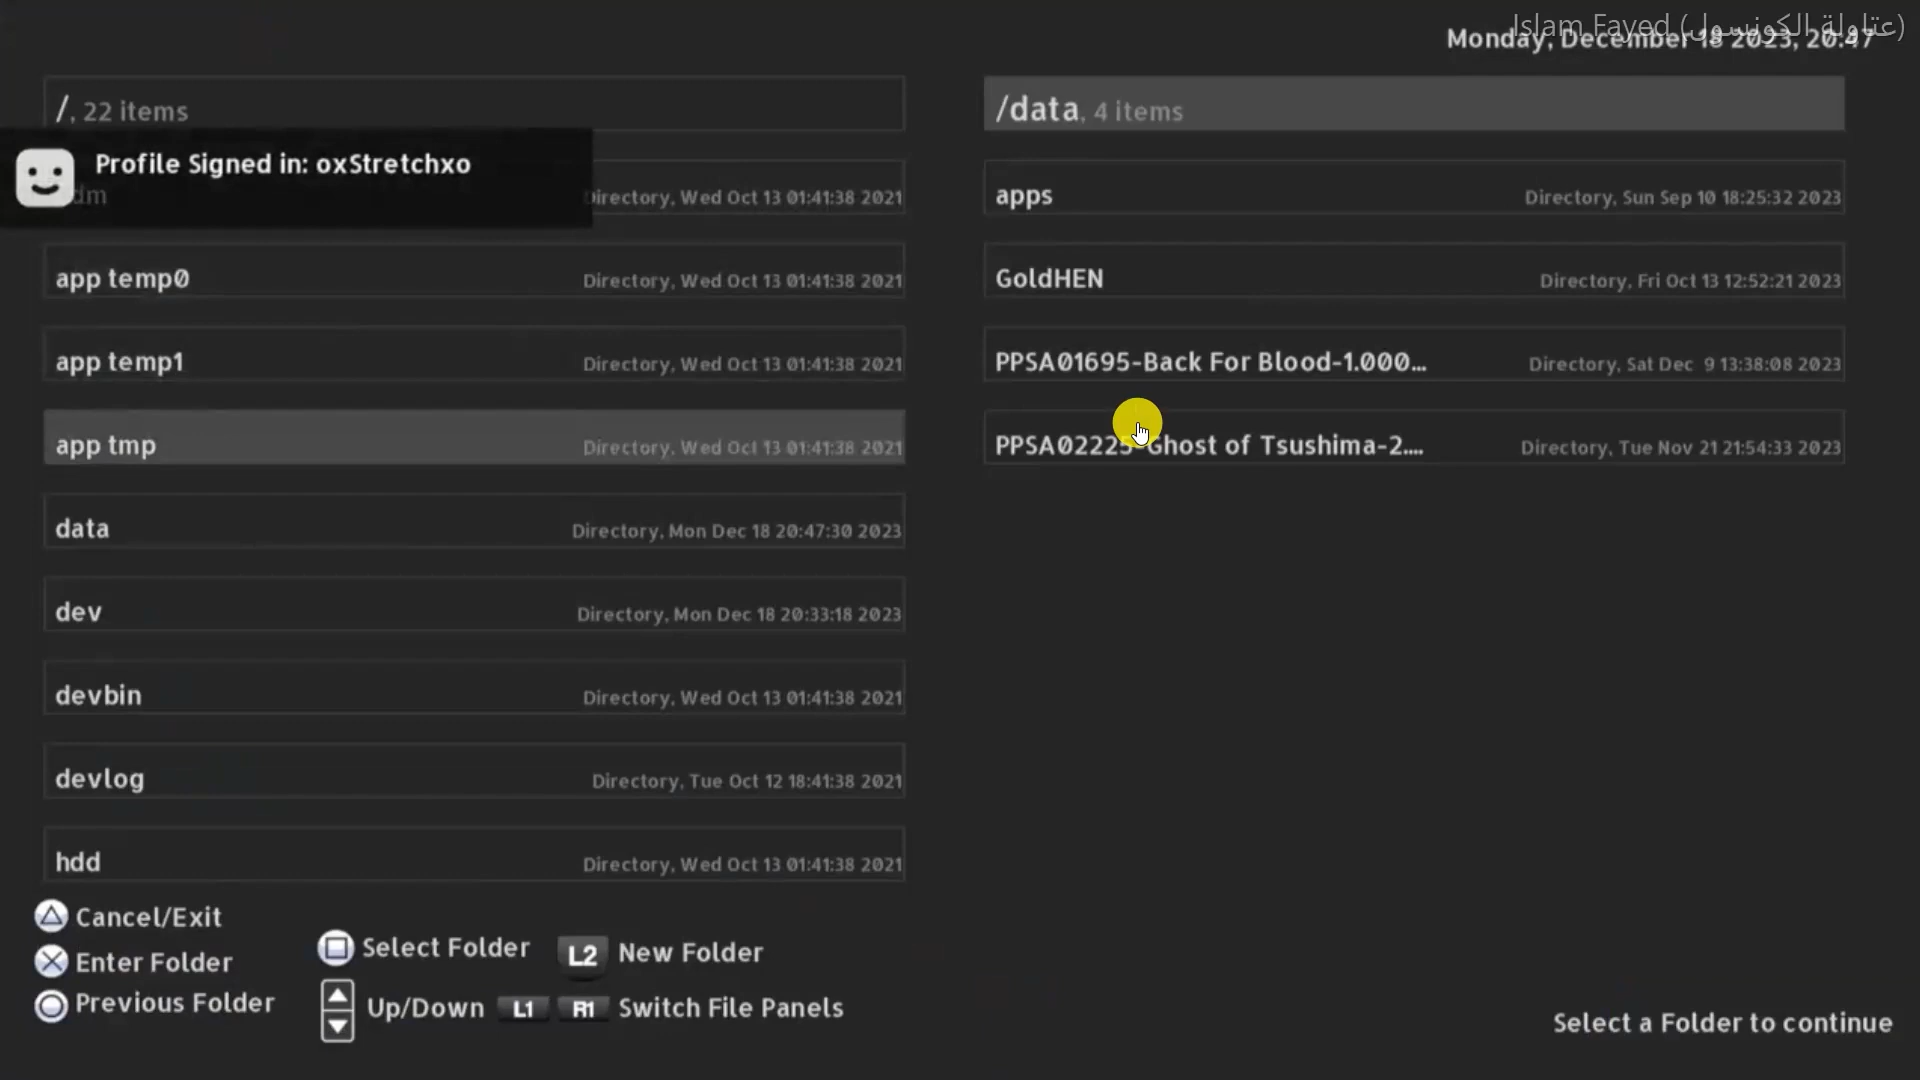 Islam Fayed (عتاولة الكونسول)
Monday, December 18 2023, 20:47
/, 22 items
Profile Signed in: oxStretchxo
dm Directory, Wed Oct 13 01:41:38 2021
app temp0 Directory, Wed Oct 13 01:41:38 2021
app temp1 Directory, Wed Oct 13 01:41:38 2021
app tmp Directory, Wed Oct 13 01:41:38 2021
data Directory, Mon Dec 18 20:47:30 2023
dev Directory, Mon Dec 18 20:33:18 2023
devbin Directory, Wed Oct 13 01:41:38 2021
devlog Directory, Tue Oct 12 18:41:38 2021
hdd Directory, Wed Oct 13 01:41:38 2021
/data, 4 items
apps Directory, Sun Sep 10 18:25:32 2023
GoldHEN Directory, Fri Oct 13 12:52:21 2023
PPSA01695-Back For Blood-1.000... Directory, Sat Dec 9 13:38:08 2023
PPSA02225-Ghost of Tsushima-2.... Directory, Tue Nov 21 21:54:33 2023
Cancel/Exit
Enter Folder
Previous Folder
Select Folder L2 New Folder
Up/Down L1 R1 Switch File Panels
Select a Folder to continue